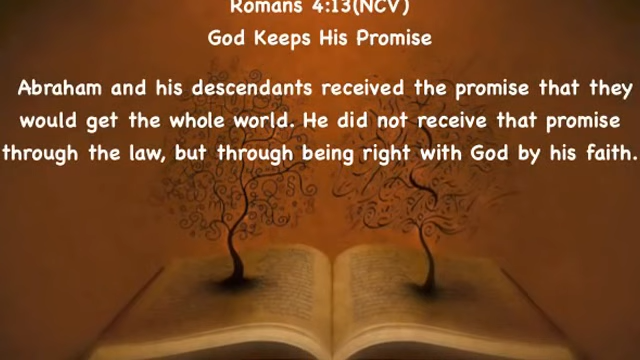 Romans 4:13(NCV)
God Keeps His Promise
Abraham and his descendants received the promise that they
would get the whole world. He did not receive that promise
through the law, but through being right with God by his faith.